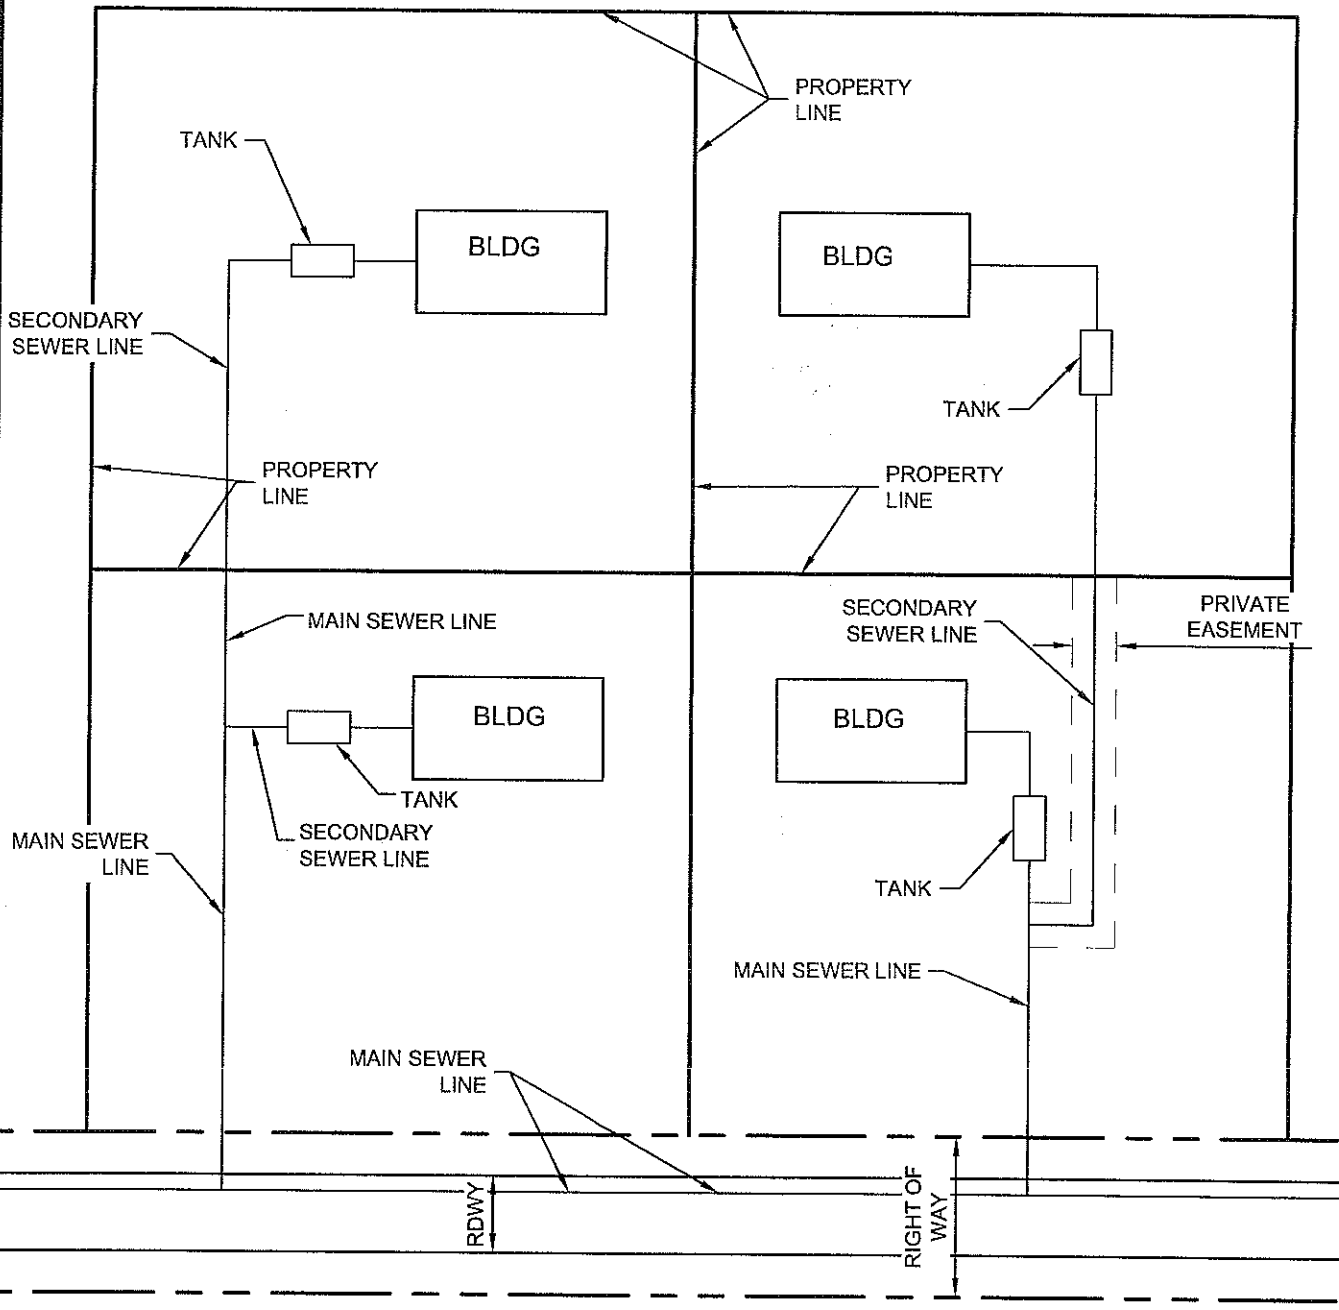 PROPERTY
LINE
TANK
BLDG
BLDG
SECONDARY
SEWER LINE
TANK
PROPERTY
LINE
PROPERTY
LINE
MAIN SEWER LINE
SECONDARY
SEWER LINE
PRIVATE
EASEMENT
BLDG
BLDG
TANK
SECONDARY
SEWER LINE
MAIN SEWER
LINE
TANK
MAIN SEWER LINE
MAIN SEWER
LINE
RDWY
RIGHT OF
WAY